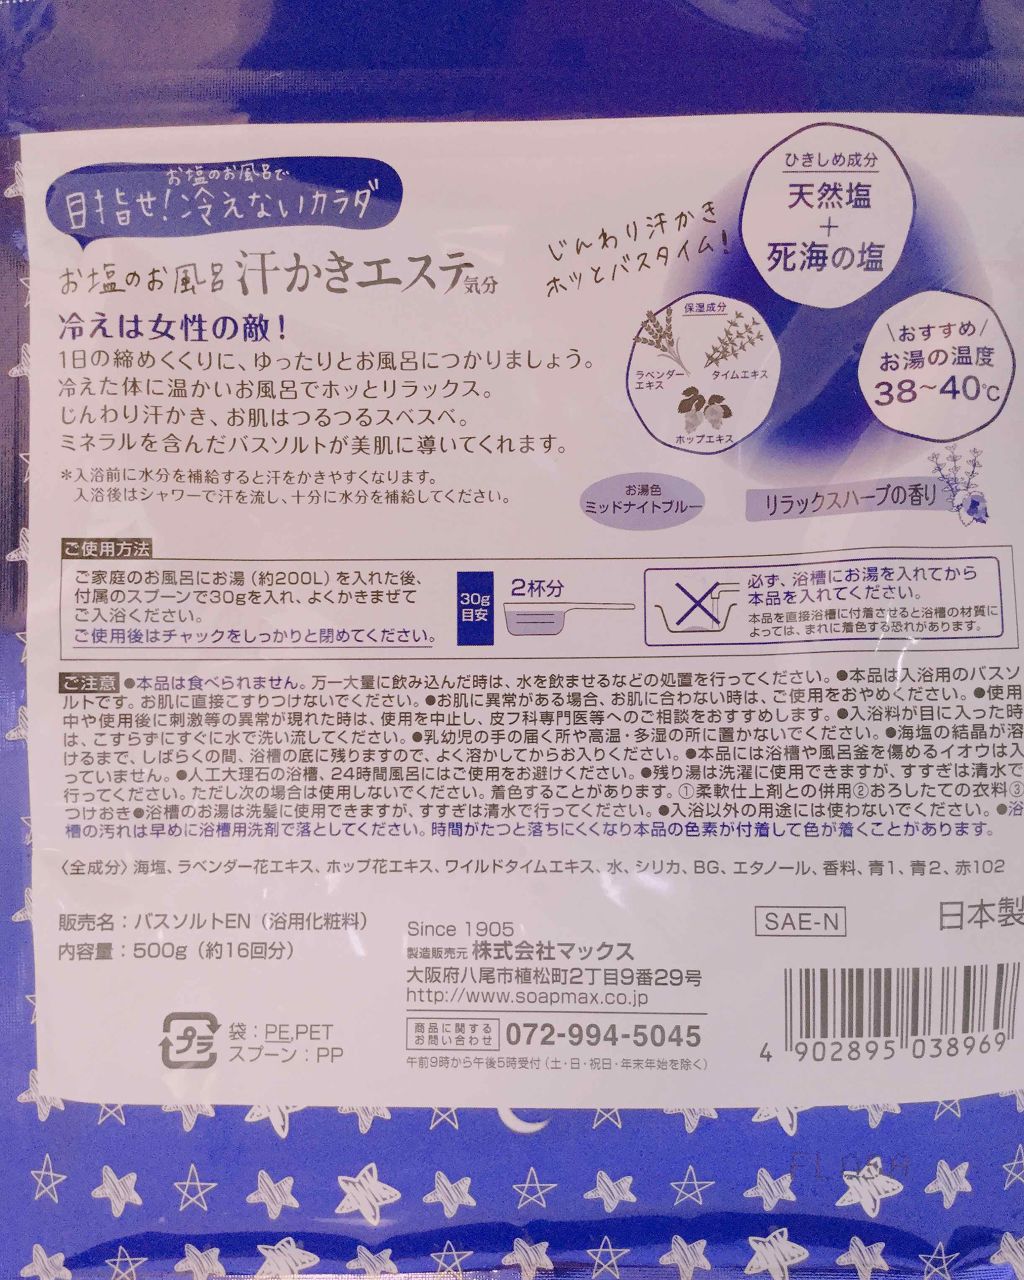 お塩のお風呂で
目指せ!冷えないカラダ
お塩のお風呂 汗かきエステ気分
じんわり汗かき
ホッとバスタイム!
ひきしめ成分
天然塩
+
死海の塩
保湿成分
ラベンダー
エキス
タイムエキス
ホップエキス
\おすすめ/
お湯の温度
38~40℃
冷えは女性の敵!
1日の締めくくりに、ゆったりとお風呂につかりましょう。
冷えた体に温かいお風呂でホッとリラックス。
じんわり汗かき、お肌はつるつるスベスベ。
ミネラルを含んだバスソルトが美肌に導いてくれます。
*入浴前に水分を補給すると汗をかきやすくなります。
入浴後はシャワーで汗を流し、十分に水分を補給してください。
お湯色
ミッドナイトブルー
リラックスハーブの香り
ご使用方法
ご家庭のお風呂にお湯(約200L)を入れた後、
付属のスプーンで30gを入れ、よくかきまぜて
ご入浴ください。
ご使用後はチャックをしっかりと閉めてください。
30g
目安
2杯分
必ず、浴槽にお湯を入れてから
本品を入れてください。
本品を直接浴槽に付着させると浴槽の材質に
よっては、まれに着色する恐れがあります。
ご注意 ●本品は食べられません。万一大量に飲み込んだ時は、水を飲ませるなどの処置を行ってください。●本品は入浴用のバスソ
ルトです。お肌に直接こすりつけないでください。●お肌に異常がある場合、お肌に合わない時は、ご使用をおやめください。●使用
中や使用後に刺激等の異常が現れた時は、使用を中止し、皮フ科専門医等へのご相談をおすすめします。●入浴料が目に入った時
は、こすらずにすぐに水で洗い流してください。●乳幼児の手の届く所や高温・多湿の所に置かないでください。●海塩の結晶が溶
けるまで、しばらくの間、浴槽の底に残りますので、よく溶かしてからお入りください。●本品には浴槽や風呂釜を傷めるイオウは入
っていません。●人工大理石の浴槽、24時間風呂にはご使用をお避けください。●残り湯は洗濯に使用できますが、すすぎは清水で
行ってください。ただし次の場合は使用しないでください。着色することがあります。①柔軟仕上剤との併用②おろしたての衣料③
つけおき●浴槽のお湯は洗髪に使用できますが、すすぎは清水で行ってください。●入浴以外の用途には使わないでください。●浴
槽の汚れは早めに浴槽用洗剤で落としてください。時間がたつと落ちにくくなり本品の色素が付着して色が着くことがあります。
〈全成分〉海塩、ラベンダー花エキス、ホップ花エキス、ワイルドタイムエキス、水、シリカ、BG、エタノール、香料、青1、青2、赤102
販売名:バスソルトEN(浴用化粧料)
内容量:500g(約16回分)
プラ
袋:PE,PET
スプーン:PP
Since 1905
製造販売元 株式会社マックス
大阪府八尾市植松町2丁目9番29号
http://www.soapmax.co.jp
商品に関する
お問い合わせ
072-994-5045
午前9時から午後5時受付(土・日・祝日・年末年始を除く)
SAE-N
日本製
4 902895 038969